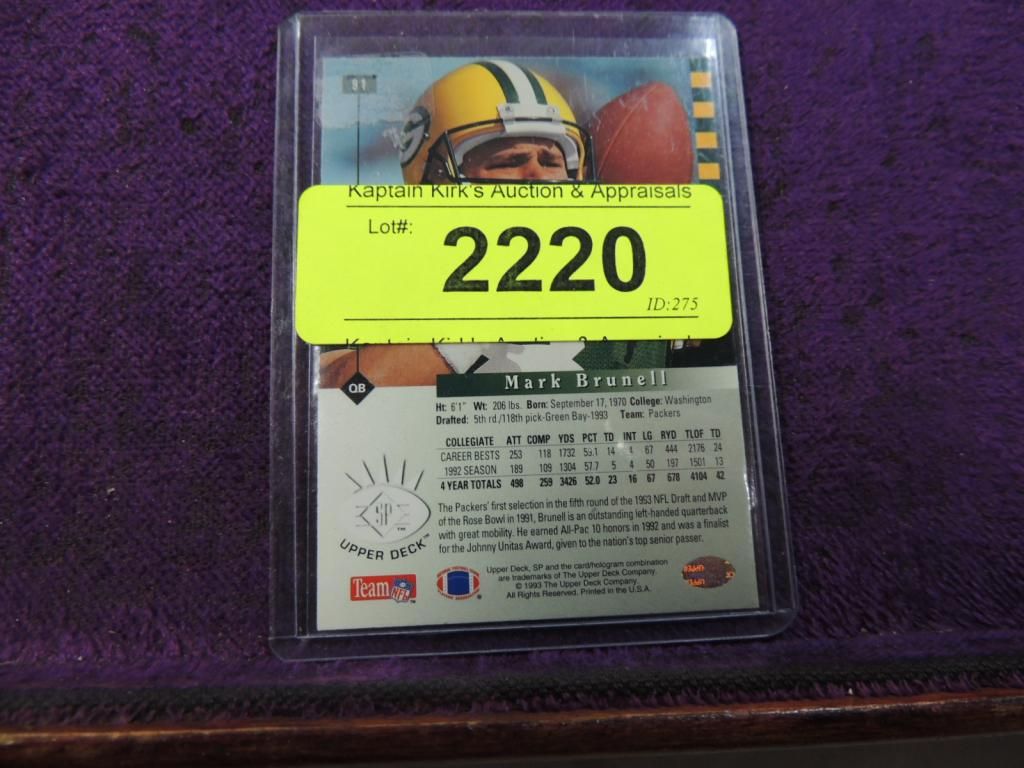 91
Kaptain Kirk's Auction & Appraisals
Lot#:
2220
ID:275
QB
Mark Brunell
Ht: 6'1" Wt: 206 lbs. Born: September 17, 1970 College: Washington
Drafted: 5th rd./118th pick-Green Bay-1993 Team: Packers
COLLEGIATE ATT COMP YDS PCT TD INT LG RYD TLOF TD
CAREER BESTS 253 118 1732 59.1 14 4 67 444 2176 24
1992 SEASON 189 109 1304 57.7 5 4 50 197 1501 13
4 YEAR TOTALS 498 259 3426 52.0 23 16 67 678 4104 42
The Packers' first selection in the fifth round of the 1993 NFL Draft and MVP
of the Rose Bowl in 1991, Brunell is an outstanding left-handed quarterback
with great mobility. He earned All-Pac 10 honors in 1992 and was a finalist
for the Johnny Unitas Award, given to the nation's top senior passer.
SP™
UPPER DECK™
Upper Deck, SP and the card/hologram combination
are trademarks of The Upper Deck Company.
© 1993 The Upper Deck Company.
All Rights Reserved. Printed in the U.S.A.
Team NFL™